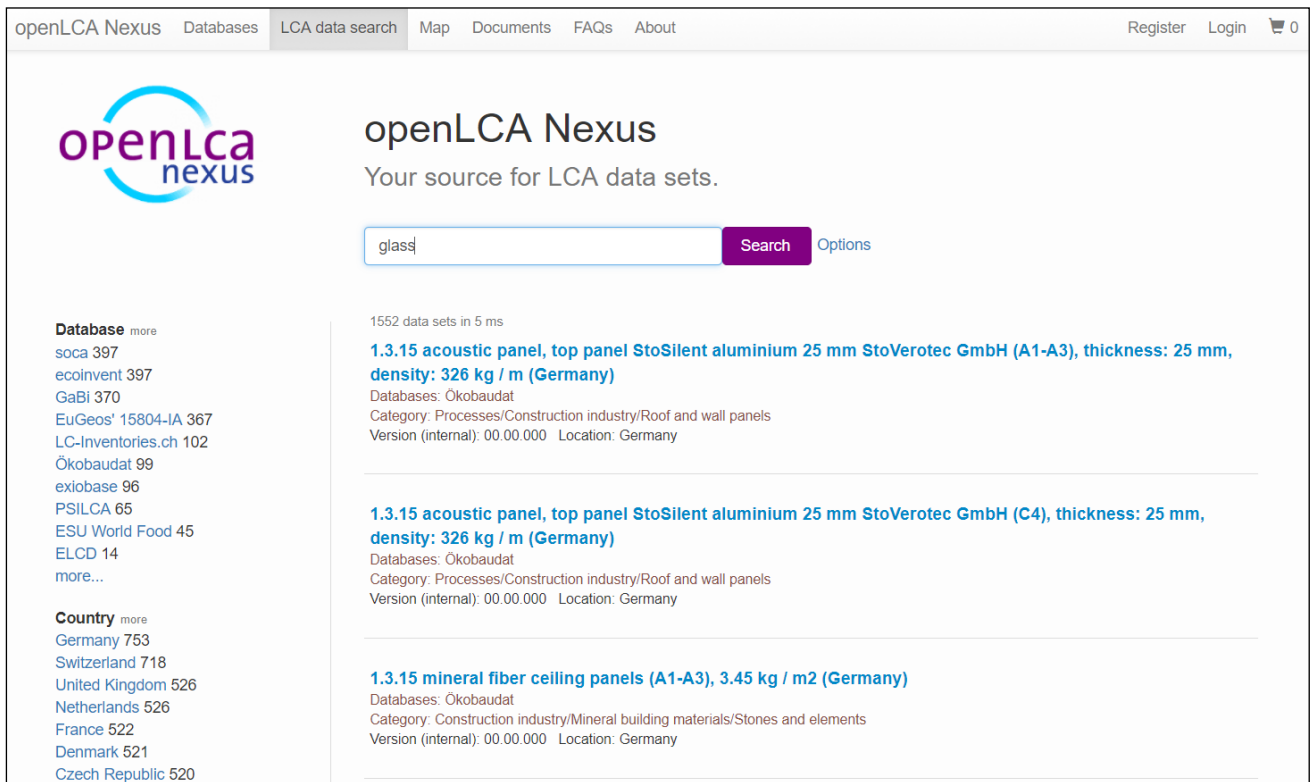 openLCA Nexus Databases LCA data search Map Documents FAQs About Register Login 0
openLca
nexus
openLCA Nexus
Your source for LCA data sets.
glass Search Options
Database more
soca 397
ecoinvent 397
GaBi 370
EuGeos' 15804-IA 367
LC-Inventories.ch 102
Ökobaudat 99
exiobase 96
PSILCA 65
ESU World Food 45
ELCD 14
more...
Country more
Germany 753
Switzerland 718
United Kingdom 526
Netherlands 526
France 522
Denmark 521
Czech Republic 520
1552 data sets in 5 ms
1.3.15 acoustic panel, top panel StoSilent aluminium 25 mm StoVerotec GmbH (A1-A3), thickness: 25 mm,
density: 326 kg / m (Germany)
Databases: Ökobaudat
Category: Processes/Construction industry/Roof and wall panels
Version (internal): 00.00.000 Location: Germany
1.3.15 acoustic panel, top panel StoSilent aluminium 25 mm StoVerotec GmbH (C4), thickness: 25 mm,
density: 326 kg / m (Germany)
Databases: Ökobaudat
Category: Processes/Construction industry/Roof and wall panels
Version (internal): 00.00.000 Location: Germany
1.3.15 mineral fiber ceiling panels (A1-A3), 3.45 kg / m2 (Germany)
Databases: Ökobaudat
Category: Construction industry/Mineral building materials/Stones and elements
Version (internal): 00.00.000 Location: Germany